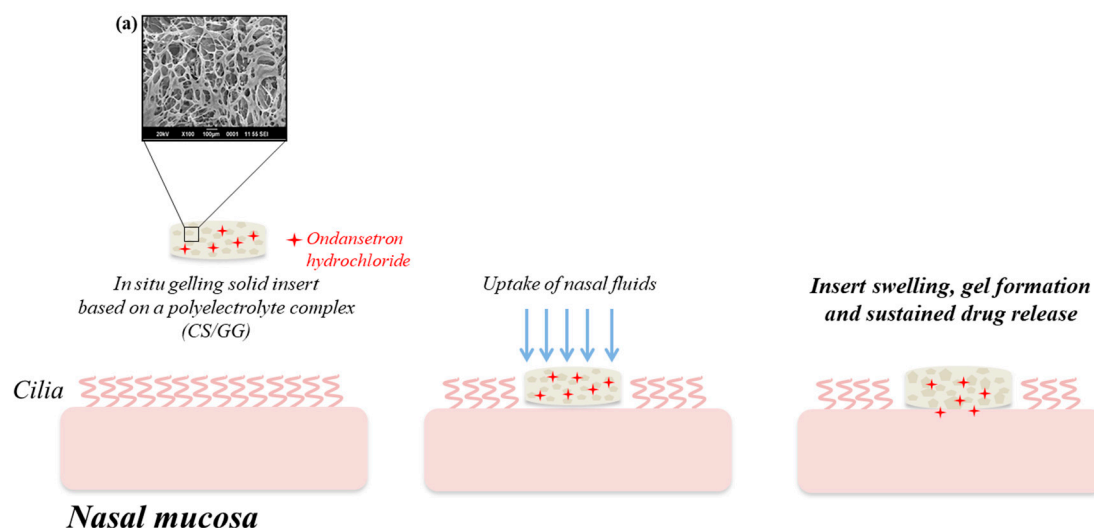 (a)
20kV X100 100µm 0001 11 55 SEI
Ondansetron
hydrochloride
In situ gelling solid insert
based on a polyelectrolyte complex
(CS/GG)
Uptake of nasal fluids
Insert swelling, gel formation
and sustained drug release
Cilia
Nasal mucosa